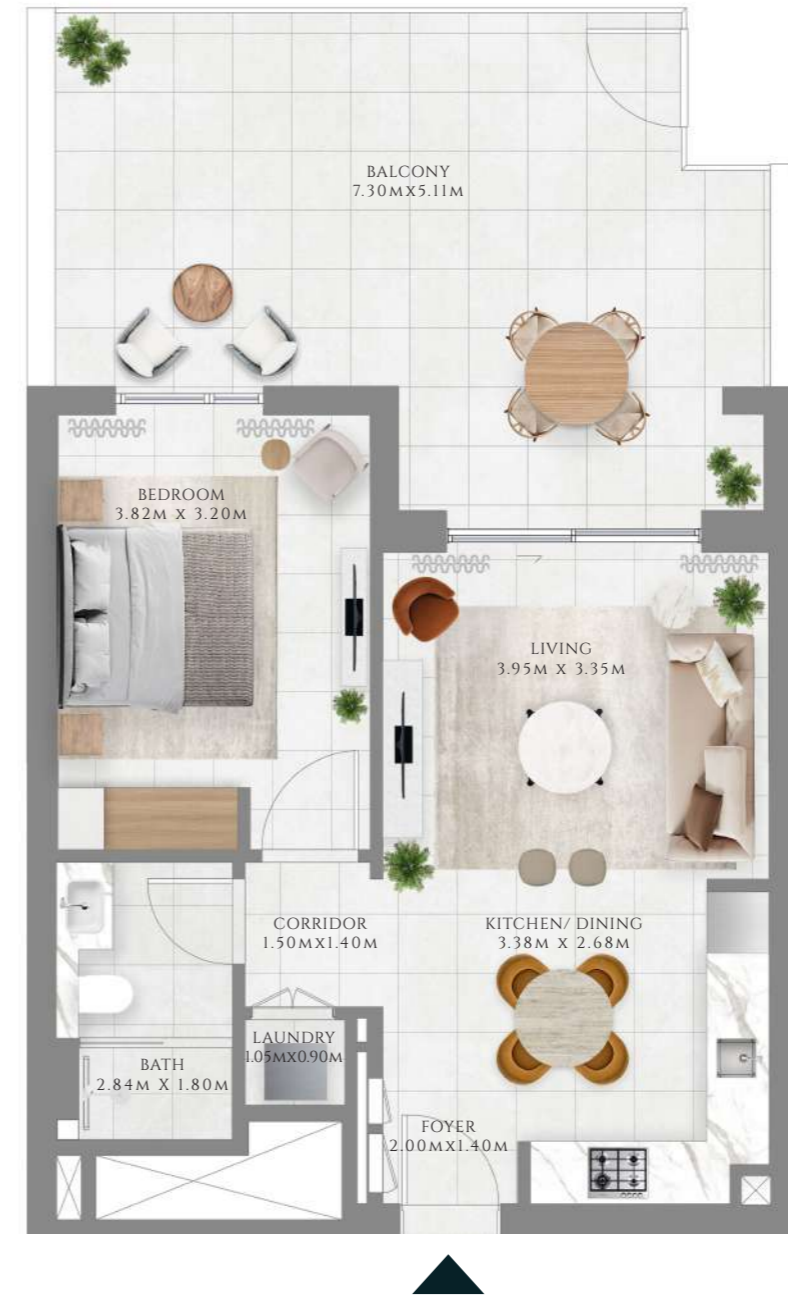 BALCONY
7.30MX5.11M
BEDROOM
3.82M X 3.20M
LIVING
3.95M X 3.35M
CORRIDOR
1.50MX1.40M
KITCHEN/ DINING
3.38M X 2.68M
LAUNDRY
1.05MX0.90M
BATH
2.84M X 1.80M
FOYER
2.00MX1.40M